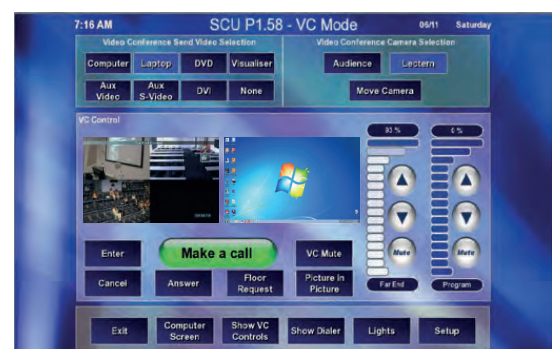 7:16 AM SCU P1.58 - VC Mode 06/11 Saturday
Video Conference Send Video Selection
Video Conference Camera Selection
Computer Laptop DVD Visualiser
Audience Lectern
Aux Video
Aux S-Video
DVI None
Move Camera
VC Control
93 % 0 %
Enter
Make a call
VC Mute
Mute Mute
Cancel Answer
Floor Request
Picture in Picture
Far End Program
Exit
Computer Screen
Show VC Controls
Show Dialer
Lights
Setup